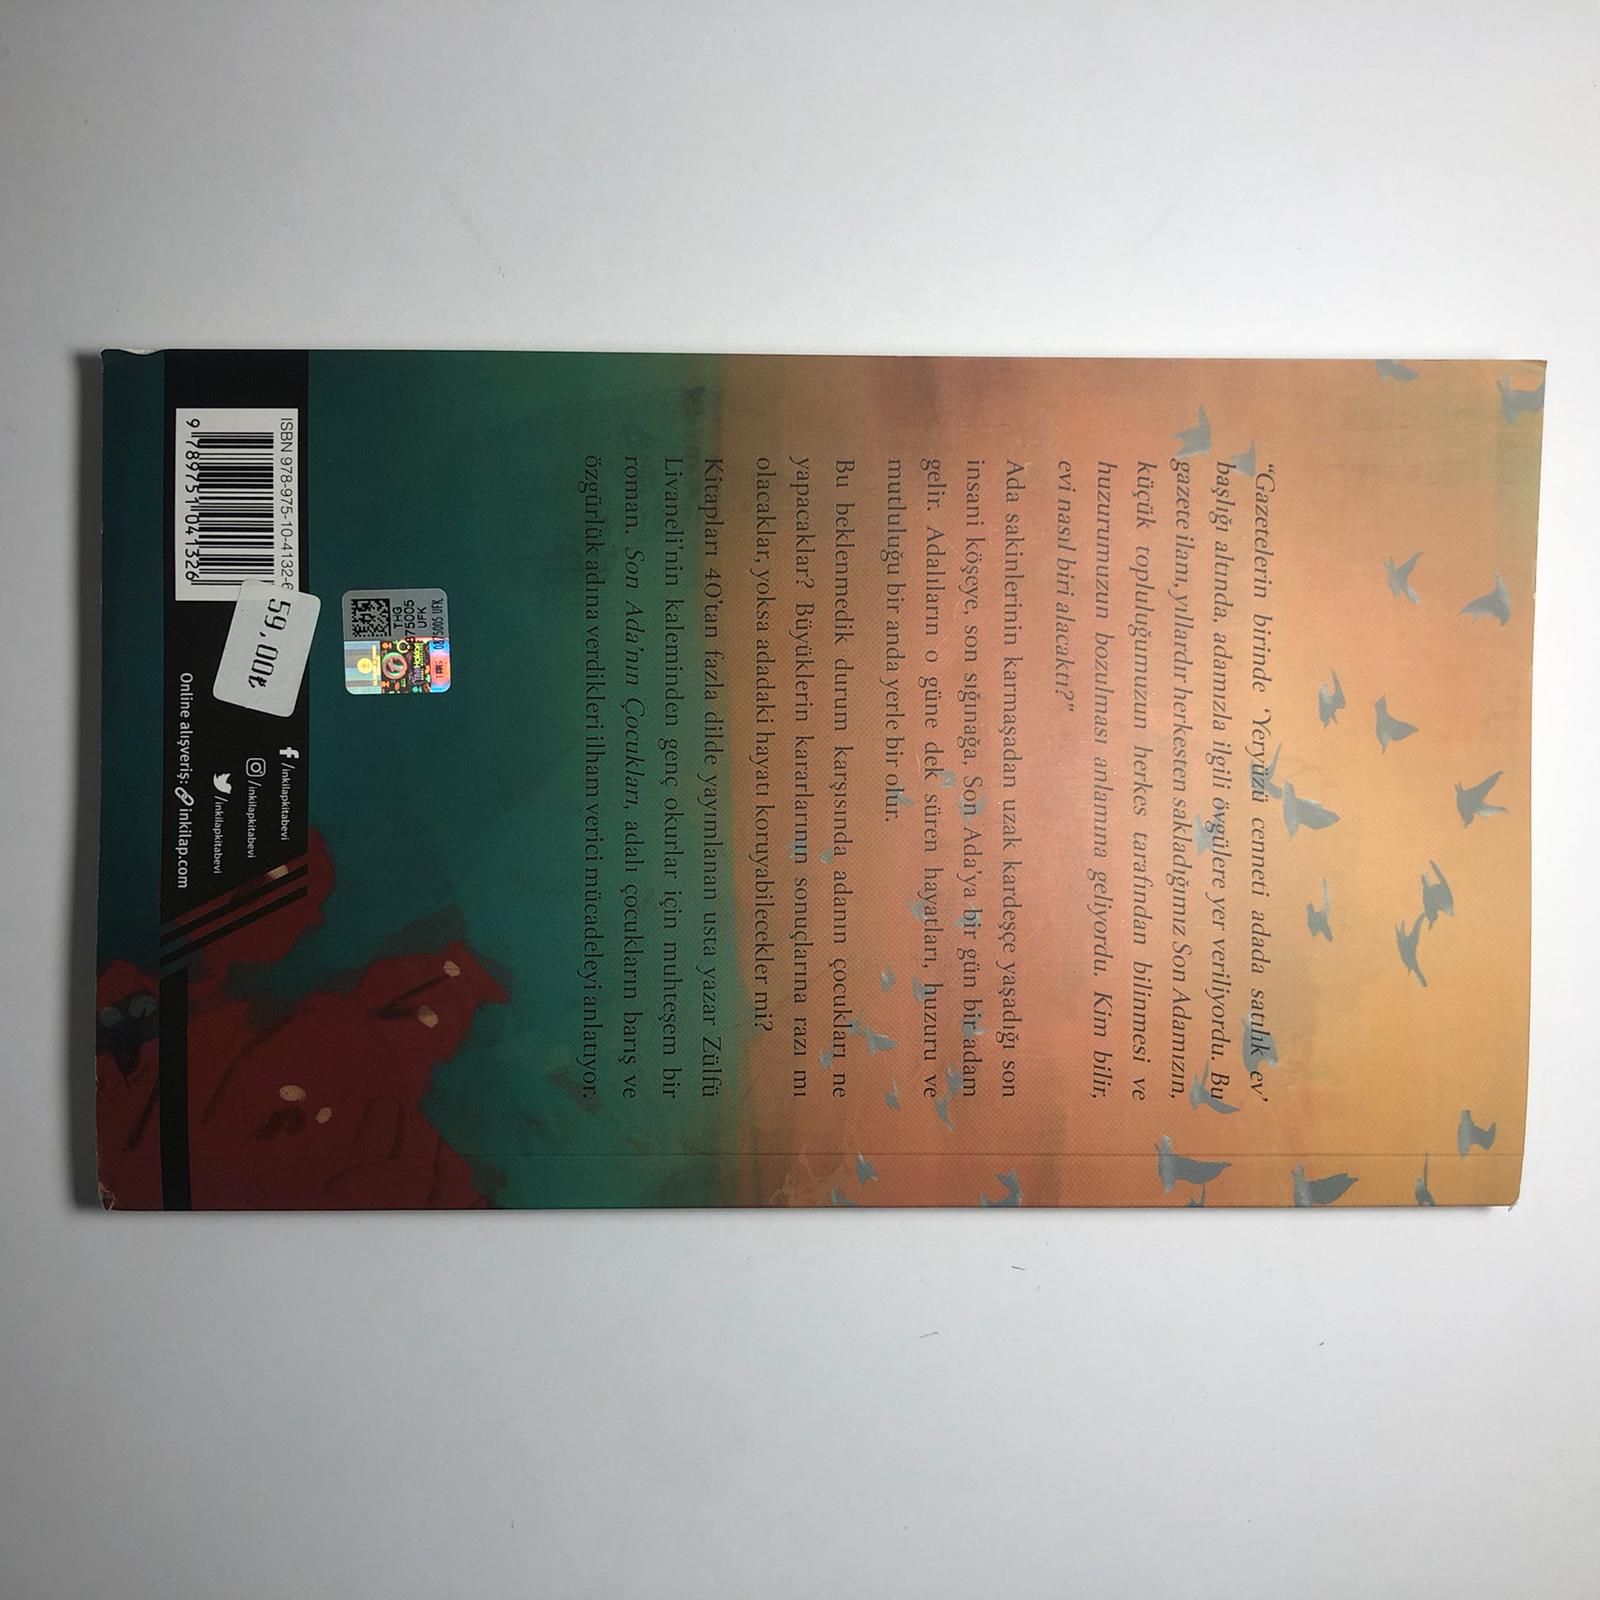 “Gazetelerin birinde ‘Yeryüzü cenneti adada satılık ev’
başlığı altında, adamızla ilgili övgülere yer veriliyordu. Bu
gazete ilanı, yıllardır herkesten sakladığımız Son Adamızın,
küçük topluluğumuzun herkes tarafından bilinmesi ve
huzurumuzun bozulması anlamına geliyordu. Kim bilir,
evi nasıl biri alacaktı?”
Ada sakinlerinin karmaşadan uzak kardeşçe yaşadığı son
insani köşeye, son sığınağa, Son Ada’ya bir gün bir adam
gelir. Adalıların o güne dek süren hayatları, huzuru ve
mutluluğu bir anda yerle bir olur.
Bu beklenmedik durum karşısında adanın çocukları ne
yapacaklar? Büyüklerin kararlarının sonuçlarına razı mı
olacaklar, yoksa adadaki hayatı koruyabilecekler mi?
Kitapları 40’tan fazla dilde yayımlanan usta yazar Zülfü
Livaneli’nin kaleminden genç okurlar için muhteşem bir
roman. Son Ada’nın Çocukları, adalı çocukların barış ve
özgürlük adına verdikleri ilham verici mücadeleyi anlatıyor.
THG
UFK
ISBN 978-975-10-4132-6
9 789751 041326
59,00₺
/inkilapkitabevi
/inkilapkitabevi
/inkilapkitabevi
Online alışveriş: inkilap.com